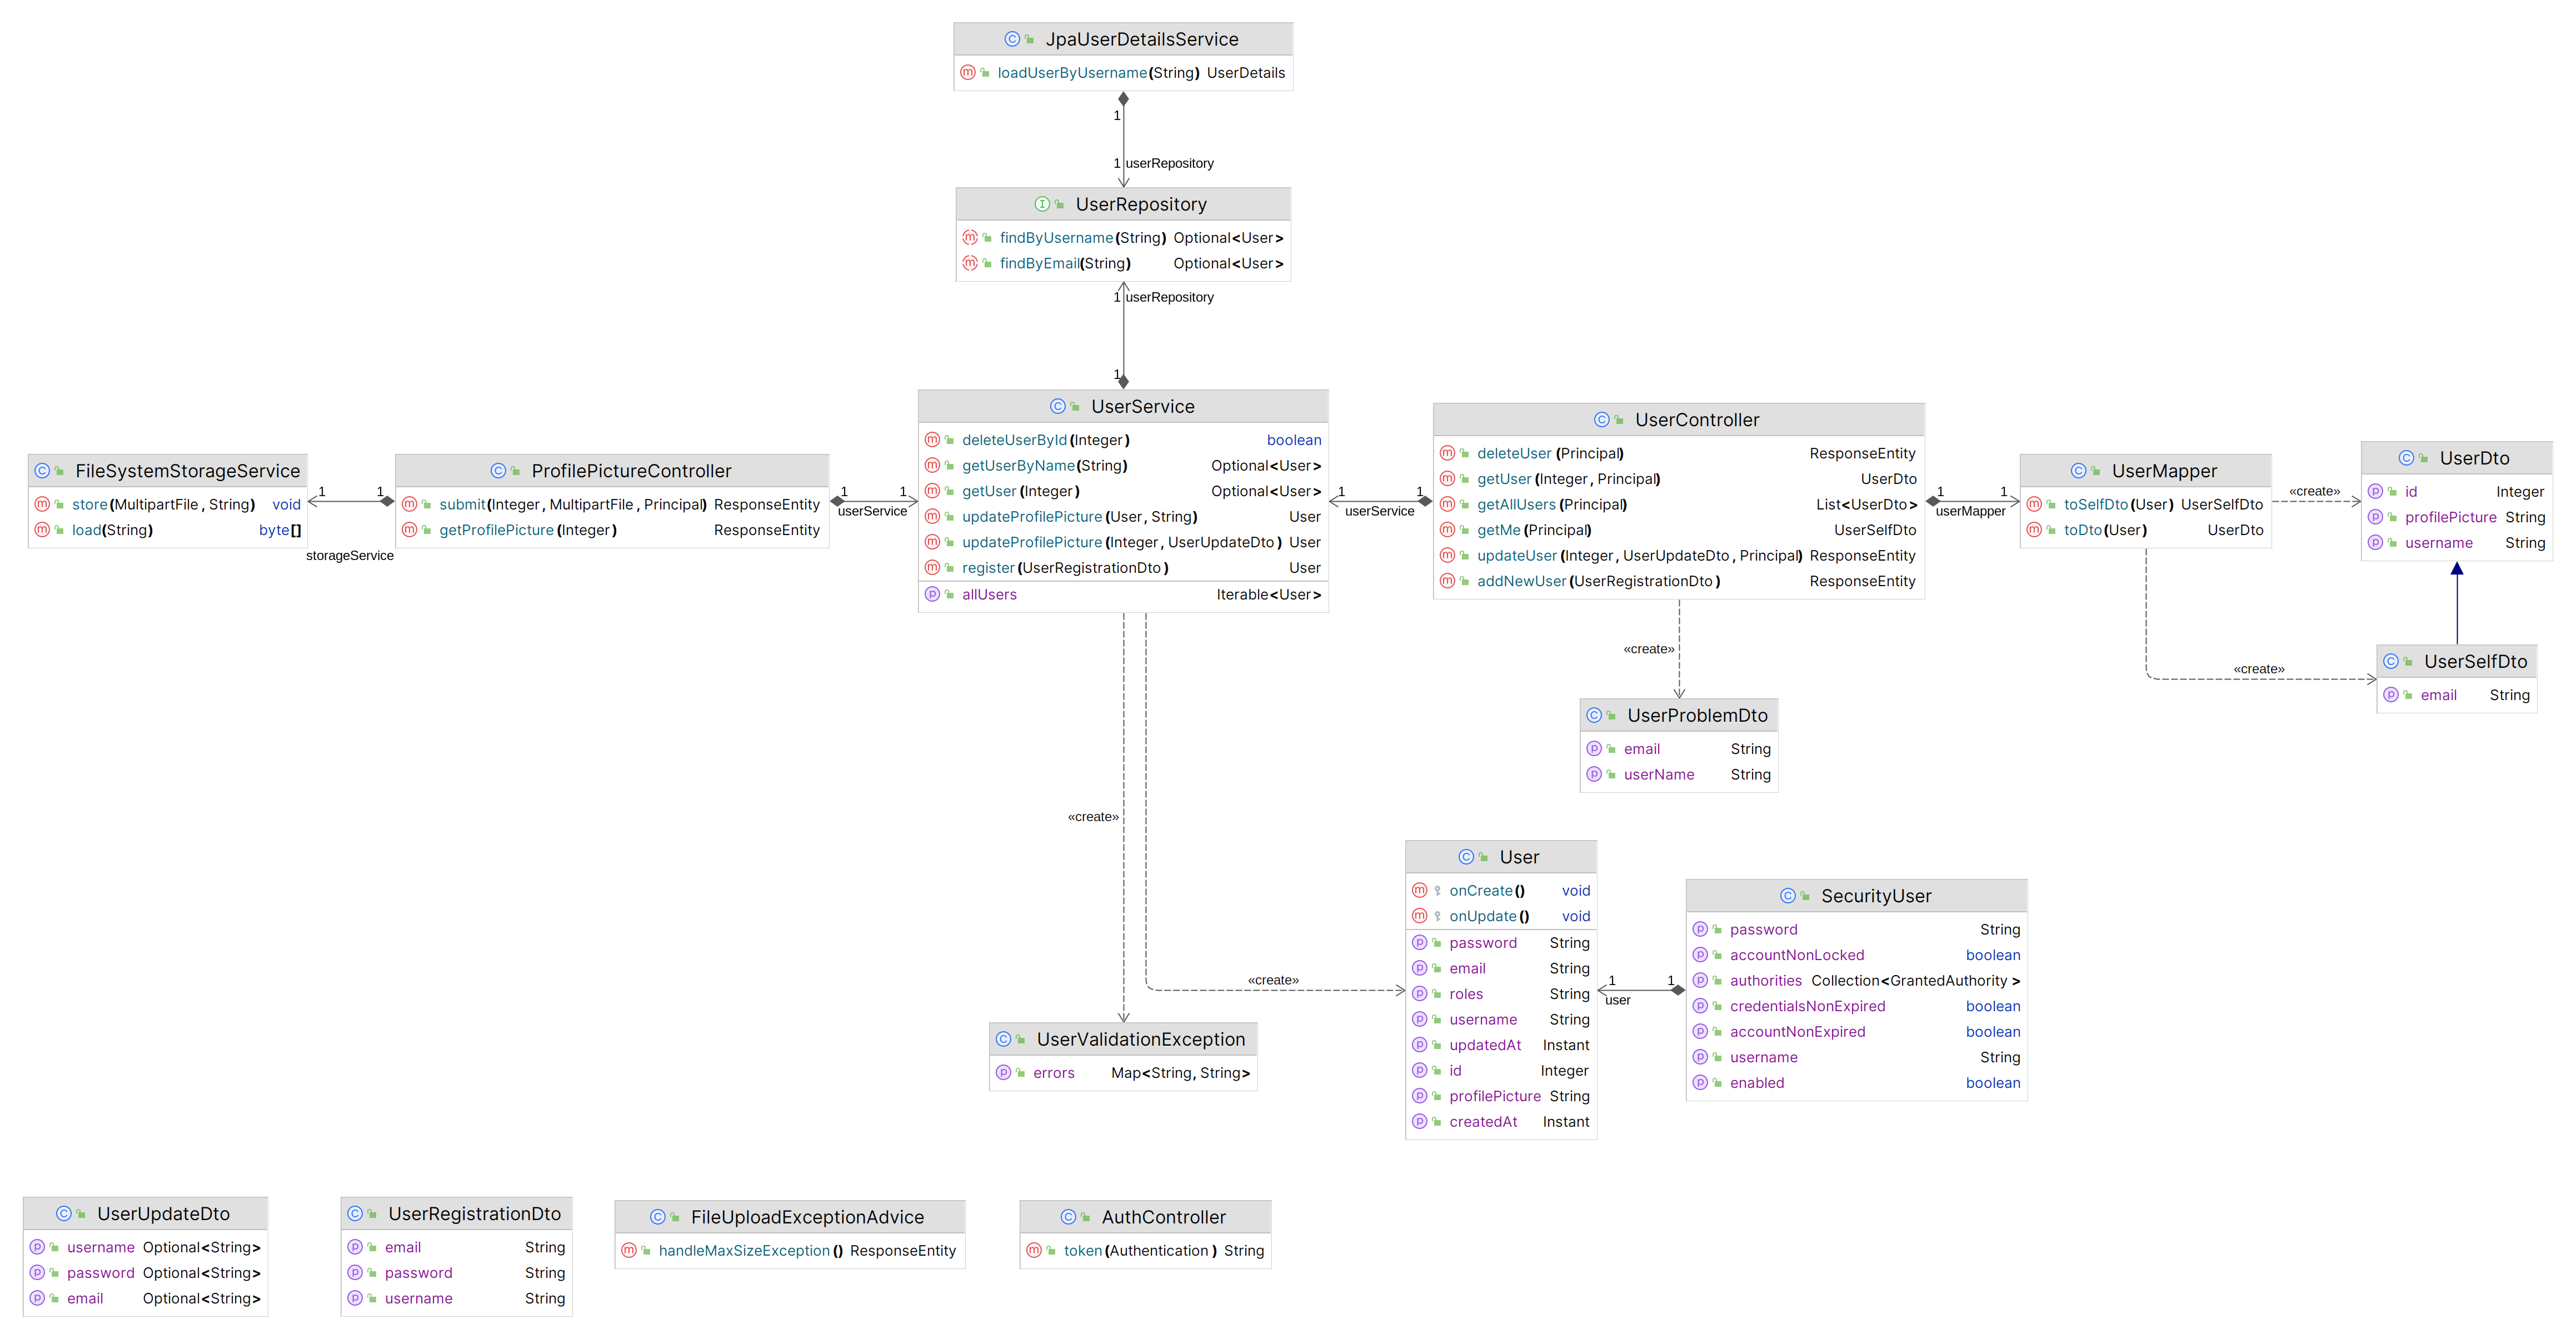 JpaUserDetailsService
loadUserByUsername(String) UserDetails
1
1 userRepository
UserRepository
findByUsername(String) Optional<User>
findByEmail(String) Optional<User>
1 userRepository
1
UserService
deleteUserById(Integer) boolean
getUserByName(String) Optional<User>
getUser(Integer) Optional<User>
updateProfilePicture(User, String) User
updateProfilePicture(Integer, UserUpdateDto) User
register(UserRegistrationDto) User
allUsers Iterable<User>
FileSystemStorageService
store(MultipartFile, String) void
load(String) byte[]
1 1
storageService
ProfilePictureController
submit(Integer, MultipartFile, Principal) ResponseEntity
getProfilePicture(Integer) ResponseEntity
1 1
userService
1 1
userService
UserController
deleteUser(Principal) ResponseEntity
getUser(Integer, Principal) UserDto
getAllUsers(Principal) List<UserDto>
getMe(Principal) UserSelfDto
updateUser(Integer, UserUpdateDto, Principal) ResponseEntity
addNewUser(UserRegistrationDto) ResponseEntity
1 1
userMapper
UserMapper
toSelfDto(User) UserSelfDto
toDto(User) UserDto
«create»
UserDto
id Integer
profilePicture String
username String
«create»
UserSelfDto
email String
«create»
UserProblemDto
email String
userName String
«create»
«create»
UserValidationException
errors Map<String, String>
User
onCreate() void
onUpdate() void
password String
email String
roles String
username String
updatedAt Instant
id Integer
profilePicture String
createdAt Instant
1 1
user
SecurityUser
password String
accountNonLocked boolean
authorities Collection<GrantedAuthority>
credentialsNonExpired boolean
accountNonExpired boolean
username String
enabled boolean
UserUpdateDto
username Optional<String>
password Optional<String>
email Optional<String>
UserRegistrationDto
email String
password String
username String
FileUploadExceptionAdvice
handleMaxSizeException() ResponseEntity
AuthController
token(Authentication) String